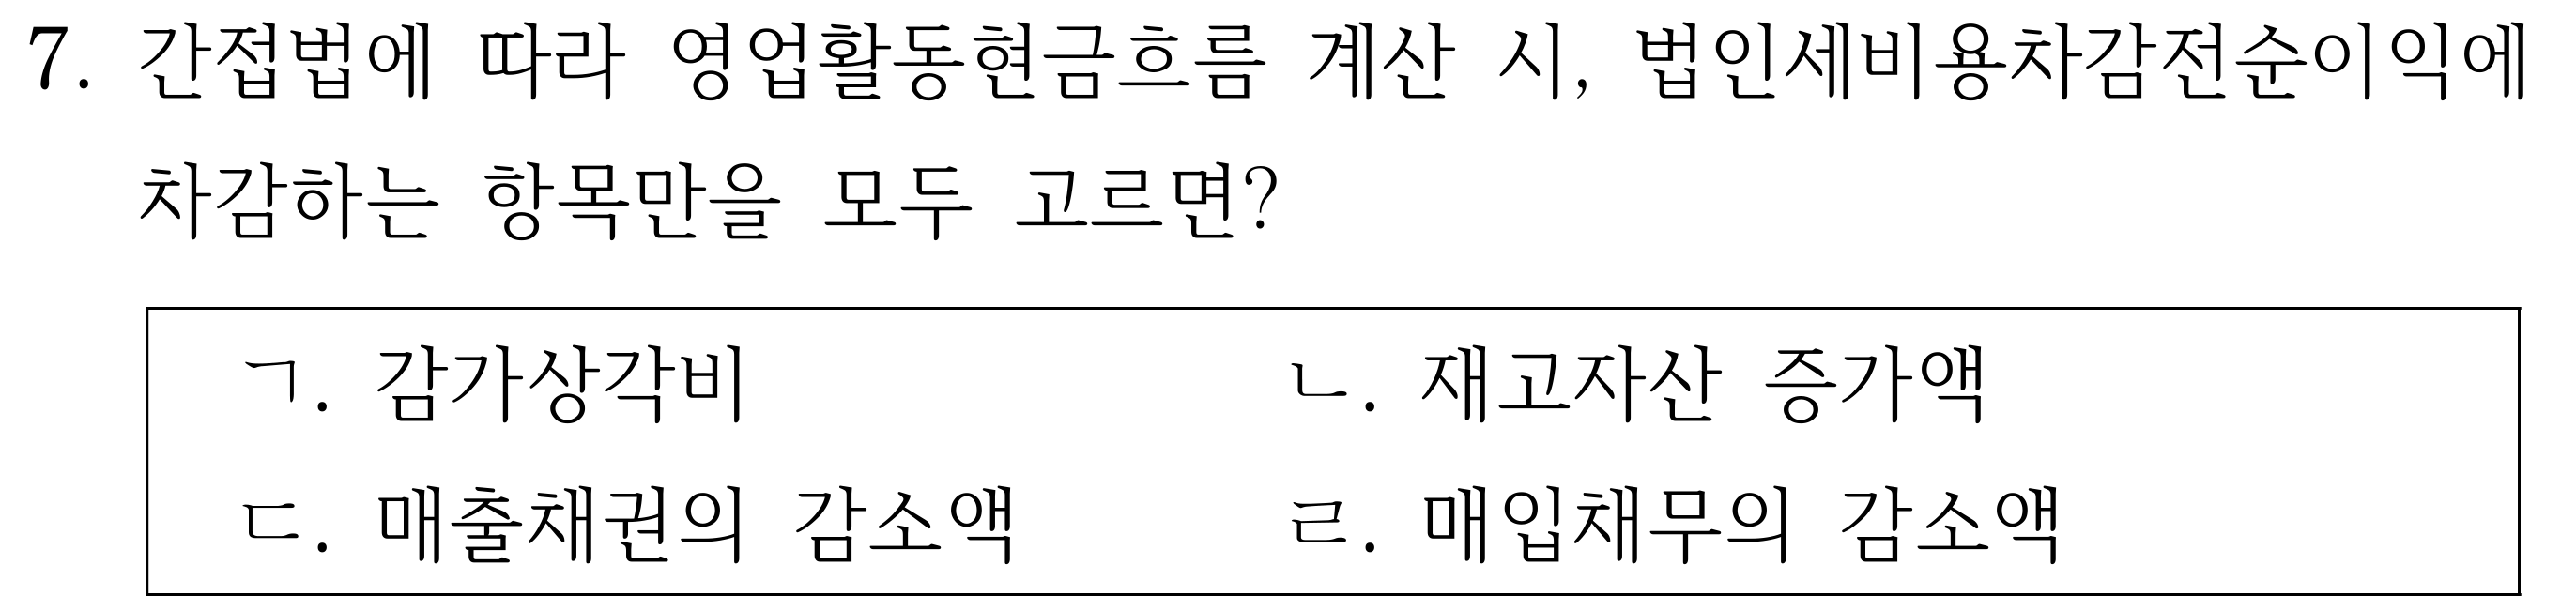 7. 간접법에 따라 영업활동현금흐름 계산 시, 법인세비용차감전순이익에
차감하는 항목만을 모두 고르면?
ㄱ. 감가상각비 ㄴ. 재고자산 증가액
ㄷ. 매출채권의 감소액 ㄹ. 매입채무의 감소액